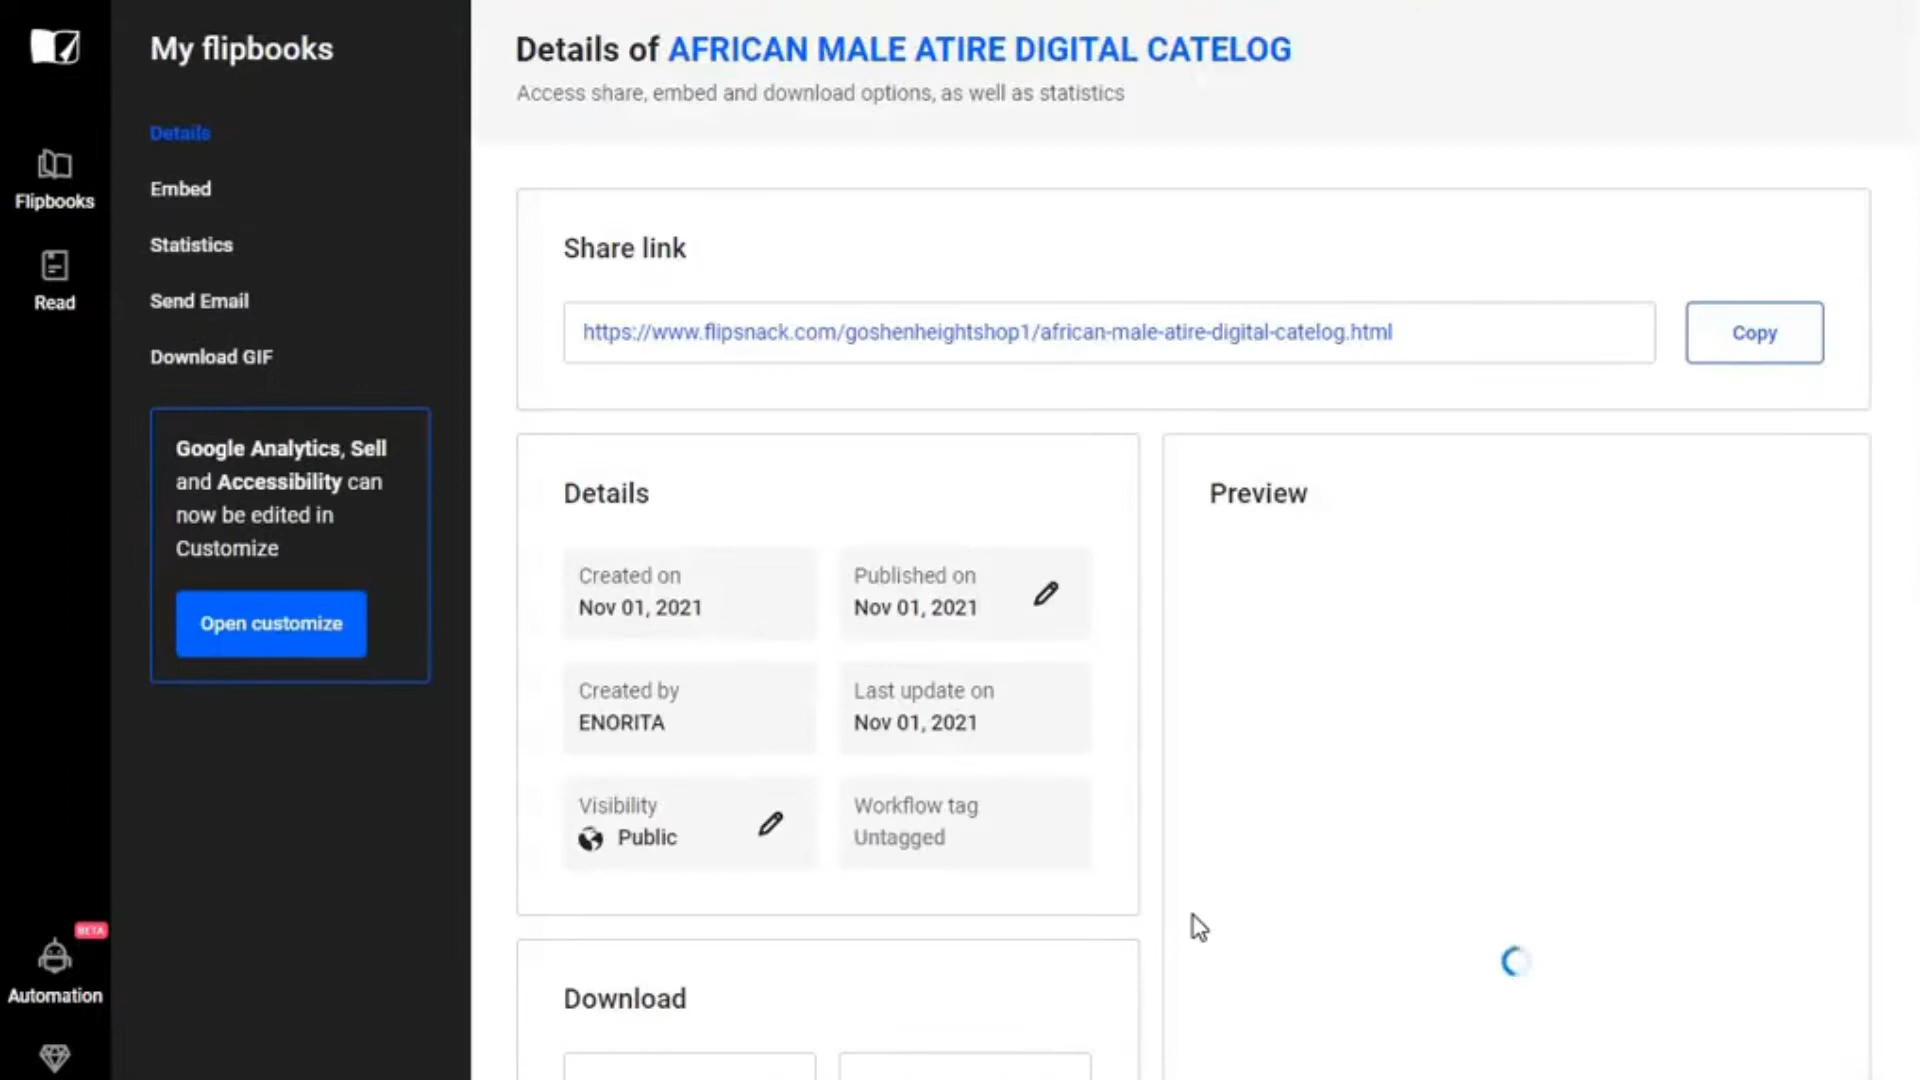 My flipbooks
Details
Embed
Statistics
Send Email
Download GIF
Google Analytics, Sell
and Accessibility can
now be edited in
Customize
Open customize
Flipbooks
Read
BETA
Automation
Details of AFRICAN MALE ATIRE DIGITAL CATELOG
Access share, embed and download options, as well as statistics
Share link
https://www.flipsnack.com/goshenheightshop1/african-male-atire-digital-catelog.html
Copy
Details
Created on
Nov 01, 2021
Published on
Nov 01, 2021
Created by
ENORITA
Last update on
Nov 01, 2021
Visibility
Public
Workflow tag
Untagged
Preview
Download